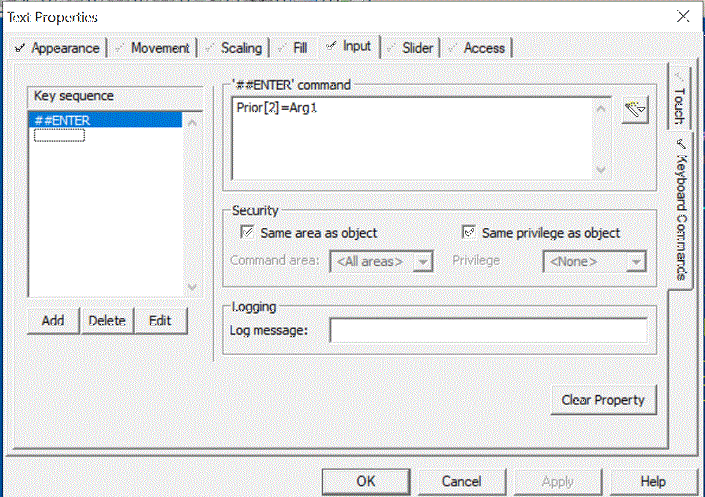 Text Properties
Appearance Movement Scaling Fill Input Slider Access
Key sequence
##ENTER
Add Delete Edit
'##ENTER' command
Prior[2]=Arg1
Security
Same area as object Same privilege as object
Command area: <All areas> Privilege <None>
Logging
Log message:
Clear Property
Touch
Keyboard Commands
OK Cancel Apply Help